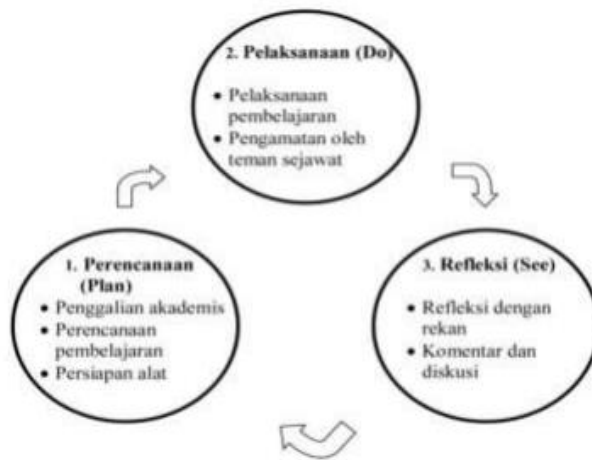 2. Pelaksanaan (Do)
• Pelaksanaan
pembelajaran
• Pengamatan oleh
teman sejawat
1. Perencanaan
(Plan)
• Penggalian akademis
• Perencanaan
pembelajaran
• Persiapan alat
3. Refleksi (See)
• Refleksi dengan
rekan
• Komentar dan
diskusi